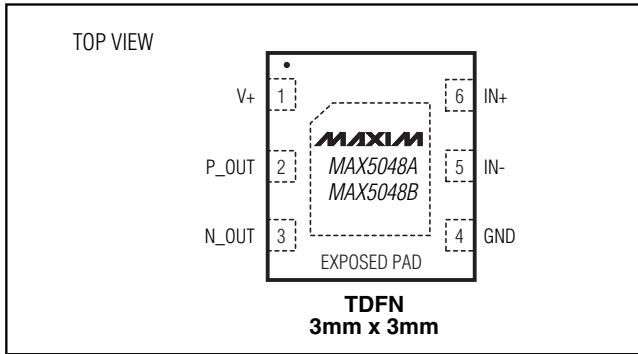 TOP VIEW
V+ 1 6 IN+
MAXIM
P_OUT 2 MAX5048A 5 IN-
MAX5048B
N_OUT 3 4 GND
EXPOSED PAD
TDFN
3mm x 3mm